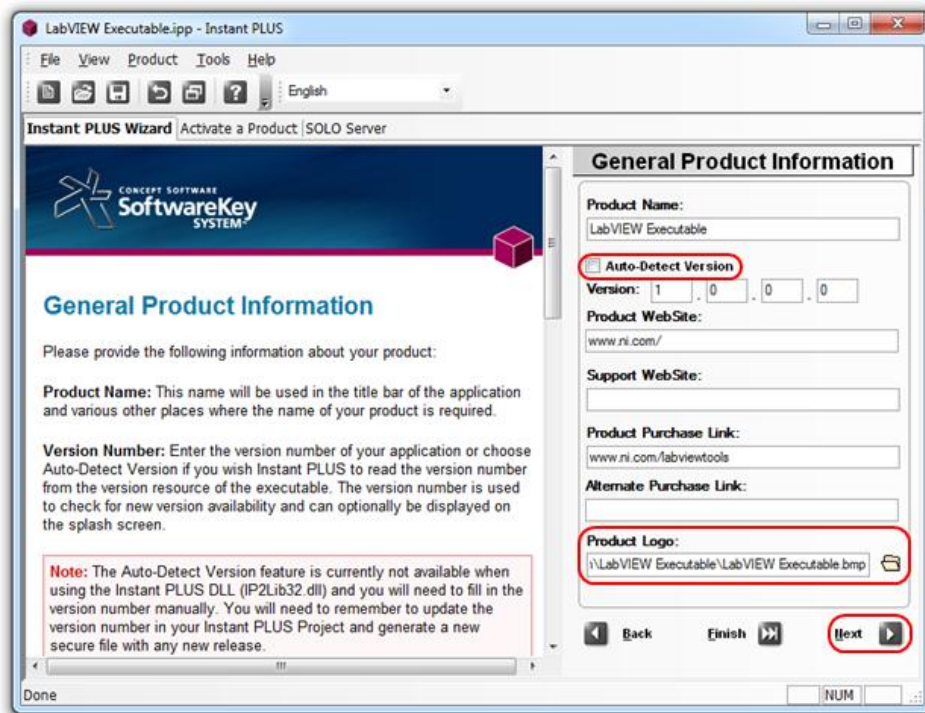 LabVIEW Executable.ipp - Instant PLUS
File View Product Tools Help
English
Instant PLUS Wizard Activate a Product SOLO Server
CONCEPT SOFTWARE
SoftwareKey
SYSTEM
General Product Information
Please provide the following information about your product:
Product Name: This name will be used in the title bar of the application
and various other places where the name of your product is required.
Version Number: Enter the version number of your application or choose
Auto-Detect Version if you wish Instant PLUS to read the version number
from the version resource of the executable. The version number is used
to check for new version availability and can optionally be displayed on
the splash screen.
Note: The Auto-Detect Version feature is currently not available when
using the Instant PLUS DLL (IP2Lib32.dll) and you will need to fill in the
version number manually. You will need to remember to update the
version number in your Instant PLUS Project and generate a new
secure file with any new release.
General Product Information
Product Name:
LabVIEW Executable
Auto-Detect Version
Version: 1 . 0 . 0 . 0
Product WebSite:
www.ni.com/
Support WebSite:
Product Purchase Link:
www.ni.com/labviewtools
Alternate Purchase Link:
Product Logo:
\LabVIEW Executable\LabVIEW Executable.bmp
Back Finish Next
Done NUM